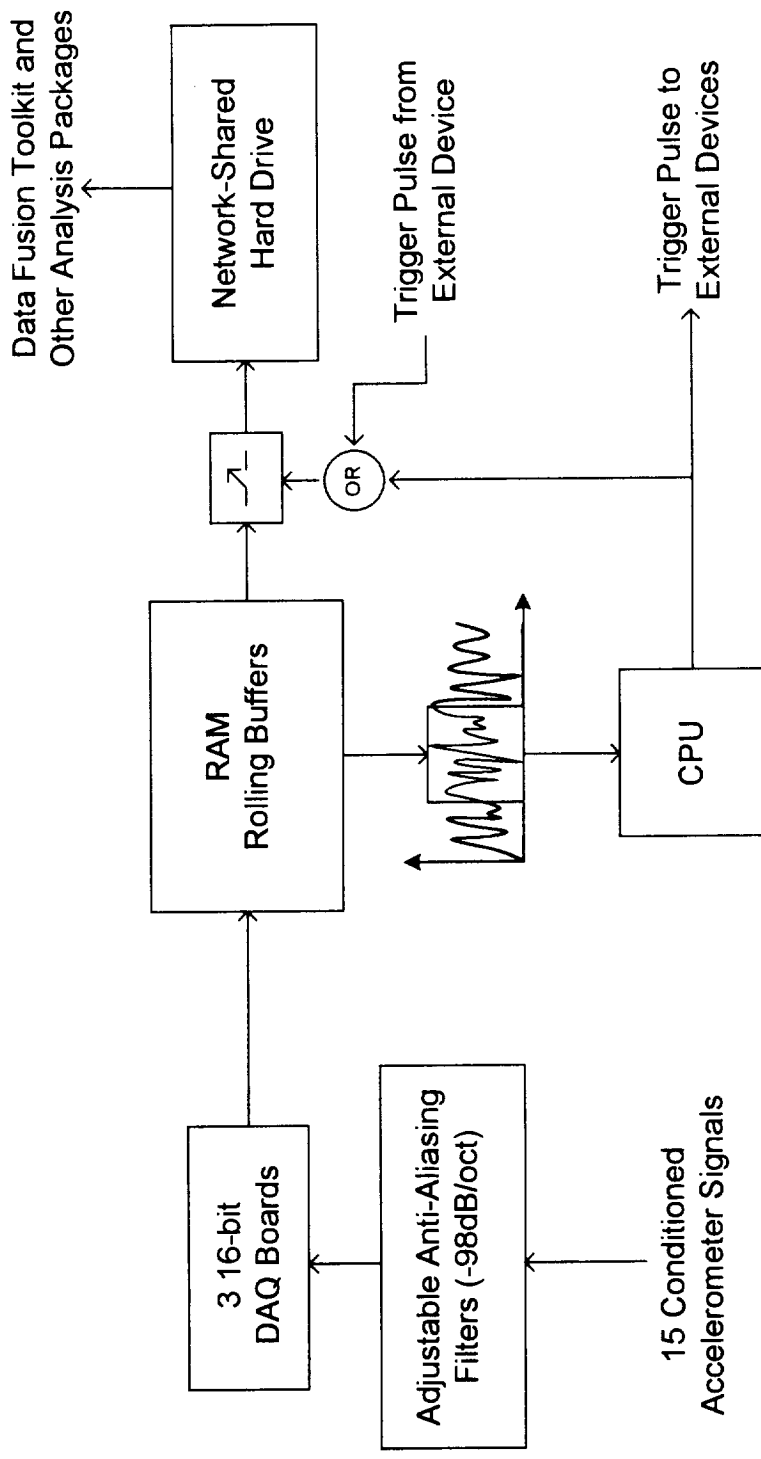 15 Conditioned
Accelerometer Signals
Adjustable Anti-Aliasing
Filters (-98dB/oct)
3 16-bit
DAQ Boards
RAM
Rolling Buffers
CPU
OR
Trigger Pulse from
External Device
Trigger Pulse to
External Devices
Network-Shared
Hard Drive
Data Fusion Toolkit and
Other Analysis Packages